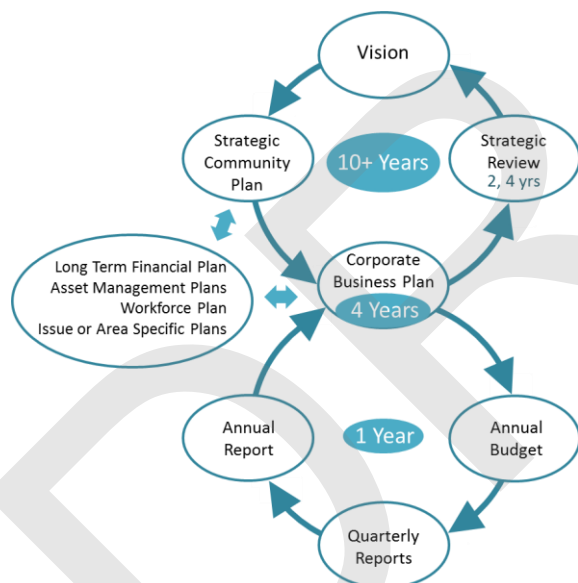 Vision
Strategic
Community
Plan
10+ Years
Strategic
Review
2, 4 yrs
Long Term Financial Plan
Asset Management Plans
Workforce Plan
Issue or Area Specific Plans
Corporate
Business Plan
4 Years
Annual
Report
1 Year
Annual
Budget
Quarterly
Reports